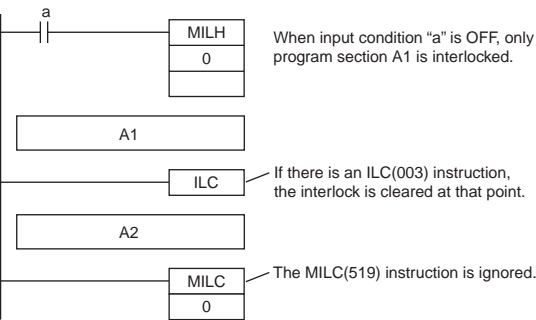 a
MILH
0
When input condition “a” is OFF, only
program section A1 is interlocked.
A1
ILC
If there is an ILC(003) instruction,
the interlock is cleared at that point.
A2
MILC
0
The MILC(519) instruction is ignored.